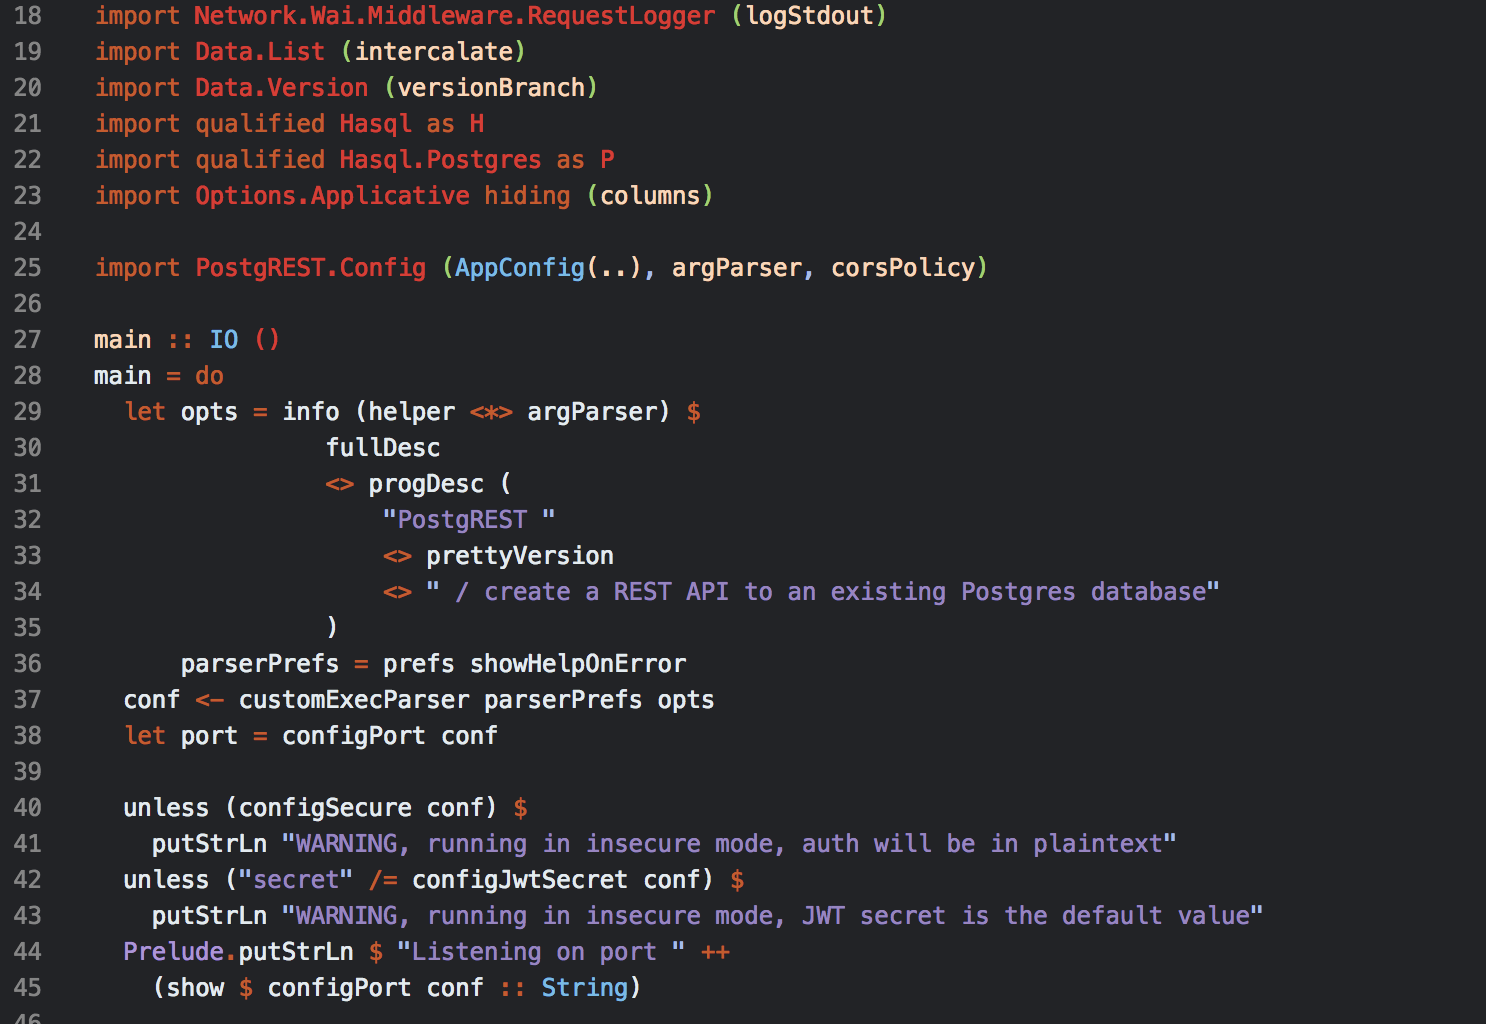 18 import Network.Wai.Middleware.RequestLogger (logStdout)
19 import Data.List (intercalate)
20 import Data.Version (versionBranch)
21 import qualified Hasql as H
22 import qualified Hasql.Postgres as P
23 import Options.Applicative hiding (columns)
24
25 import PostgREST.Config (AppConfig(..), argParser, corsPolicy)
26
27 main :: IO ()
28 main = do
29   let opts = info (helper <*> argParser) $
30                 fullDesc
31                 <> progDesc (
32                     "PostgREST "
33                     <> prettyVersion
34                     <> " / create a REST API to an existing Postgres database"
35                 )
36       parserPrefs = prefs showHelpOnError
37   conf <- customExecParser parserPrefs opts
38   let port = configPort conf
39
40   unless (configSecure conf) $
41     putStrLn "WARNING, running in insecure mode, auth will be in plaintext"
42   unless ("secret" /= configJwtSecret conf) $
43     putStrLn "WARNING, running in insecure mode, JWT secret is the default value"
44   Prelude.putStrLn $ "Listening on port " ++
45     (show $ configPort conf :: String)
46